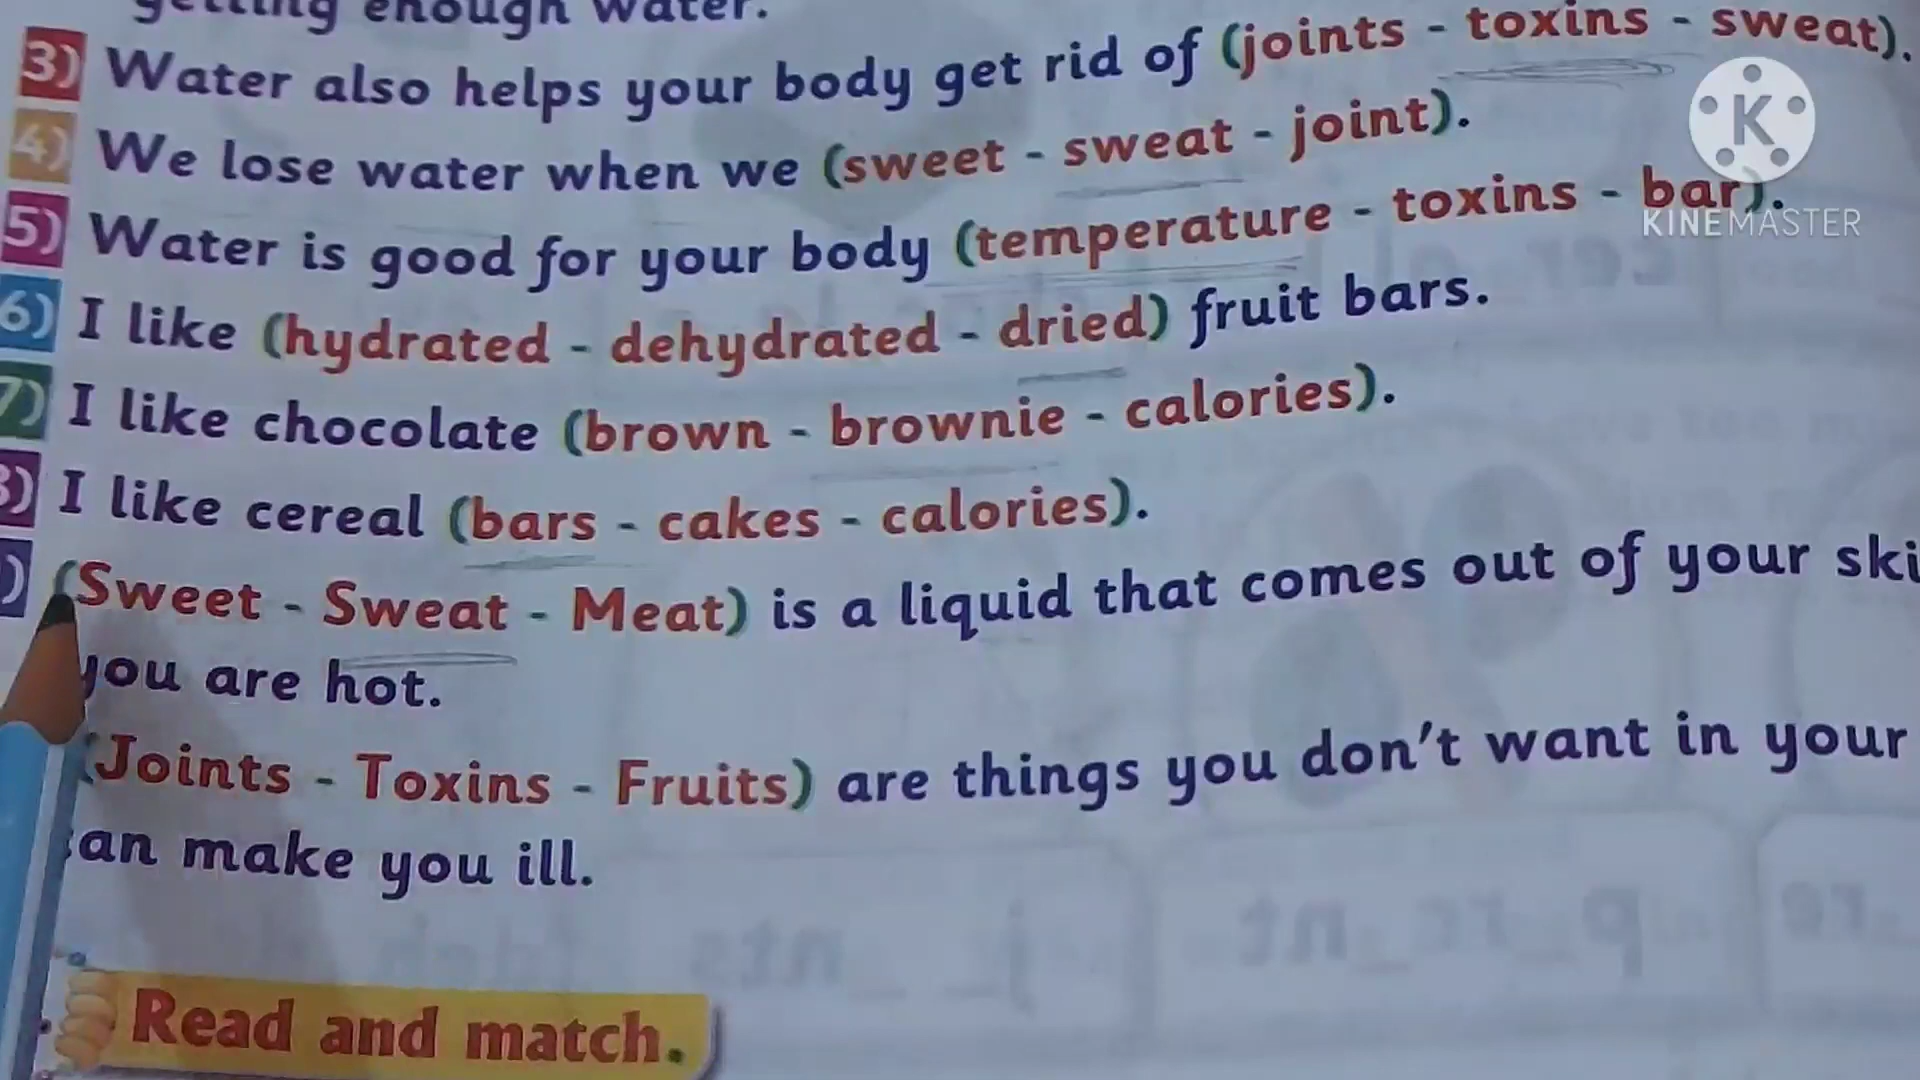 getting enough water.
3) Water also helps your body get rid of (joints - toxins - sweat).
4) We lose water when we (sweet - sweat - joint).
5) Water is good for your body (temperature - toxins - bar).
6) I like (hydrated - dehydrated - dried) fruit bars.
7) I like chocolate (brown - brownie - calories).
8) I like cereal (bars - cakes - calories).
) (Sweet - Sweat - Meat) is a liquid that comes out of your ski
you are hot.
(Joints - Toxins - Fruits) are things you don't want in your
can make you ill.
Read and match.
K
KINEMASTER